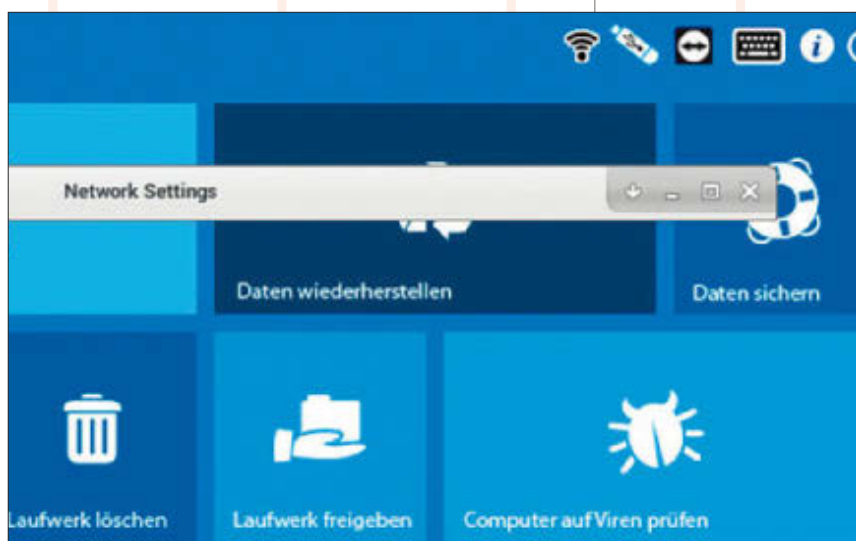 Network Settings
Daten wiederherstellen
Daten sichern
Laufwerk löschen
Laufwerk freigeben
Computer auf Viren prüfen